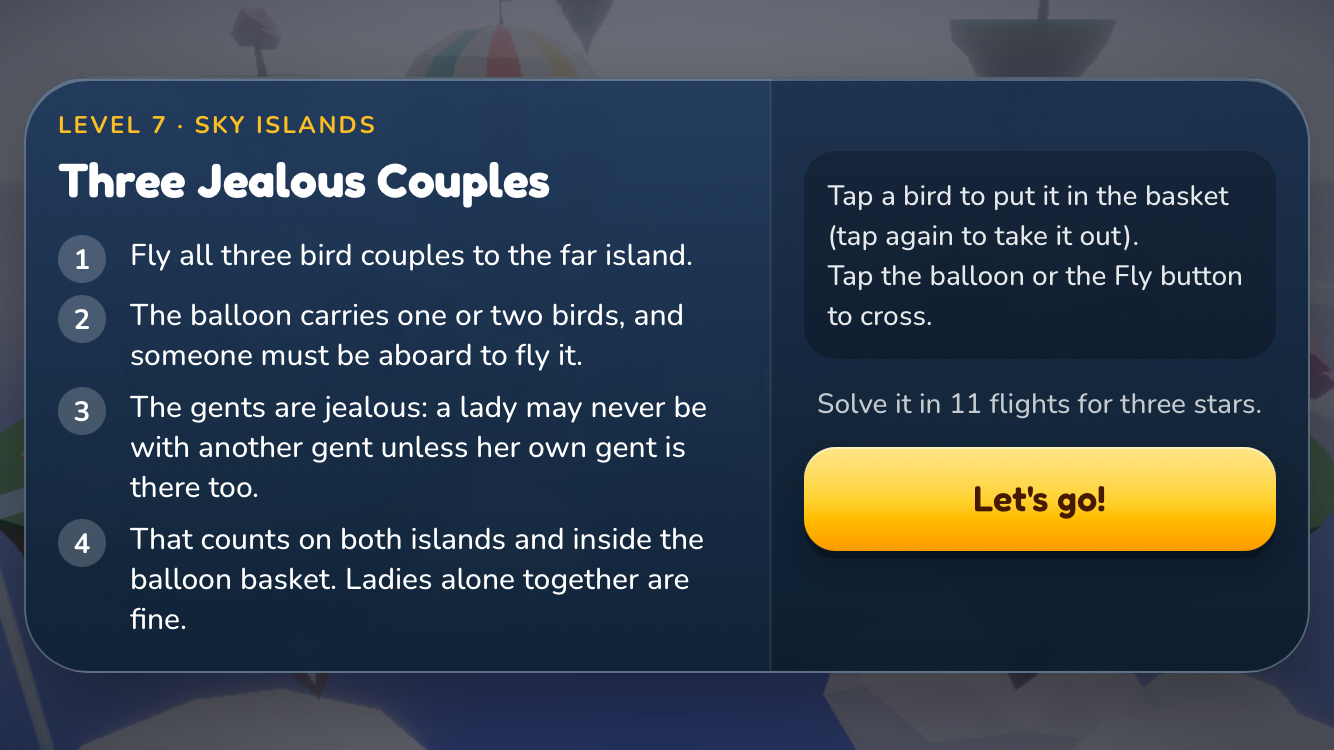 LEVEL 7 · SKY ISLANDS
Three Jealous Couples
1 Fly all three bird couples to the far island.
2 The balloon carries one or two birds, and
someone must be aboard to fly it.
3 The gents are jealous: a lady may never be
with another gent unless her own gent is
there too.
4 That counts on both islands and inside the
balloon basket. Ladies alone together are
fine.
Tap a bird to put it in the basket
(tap again to take it out).
Tap the balloon or the Fly button
to cross.
Solve it in 11 flights for three stars.
Let's go!